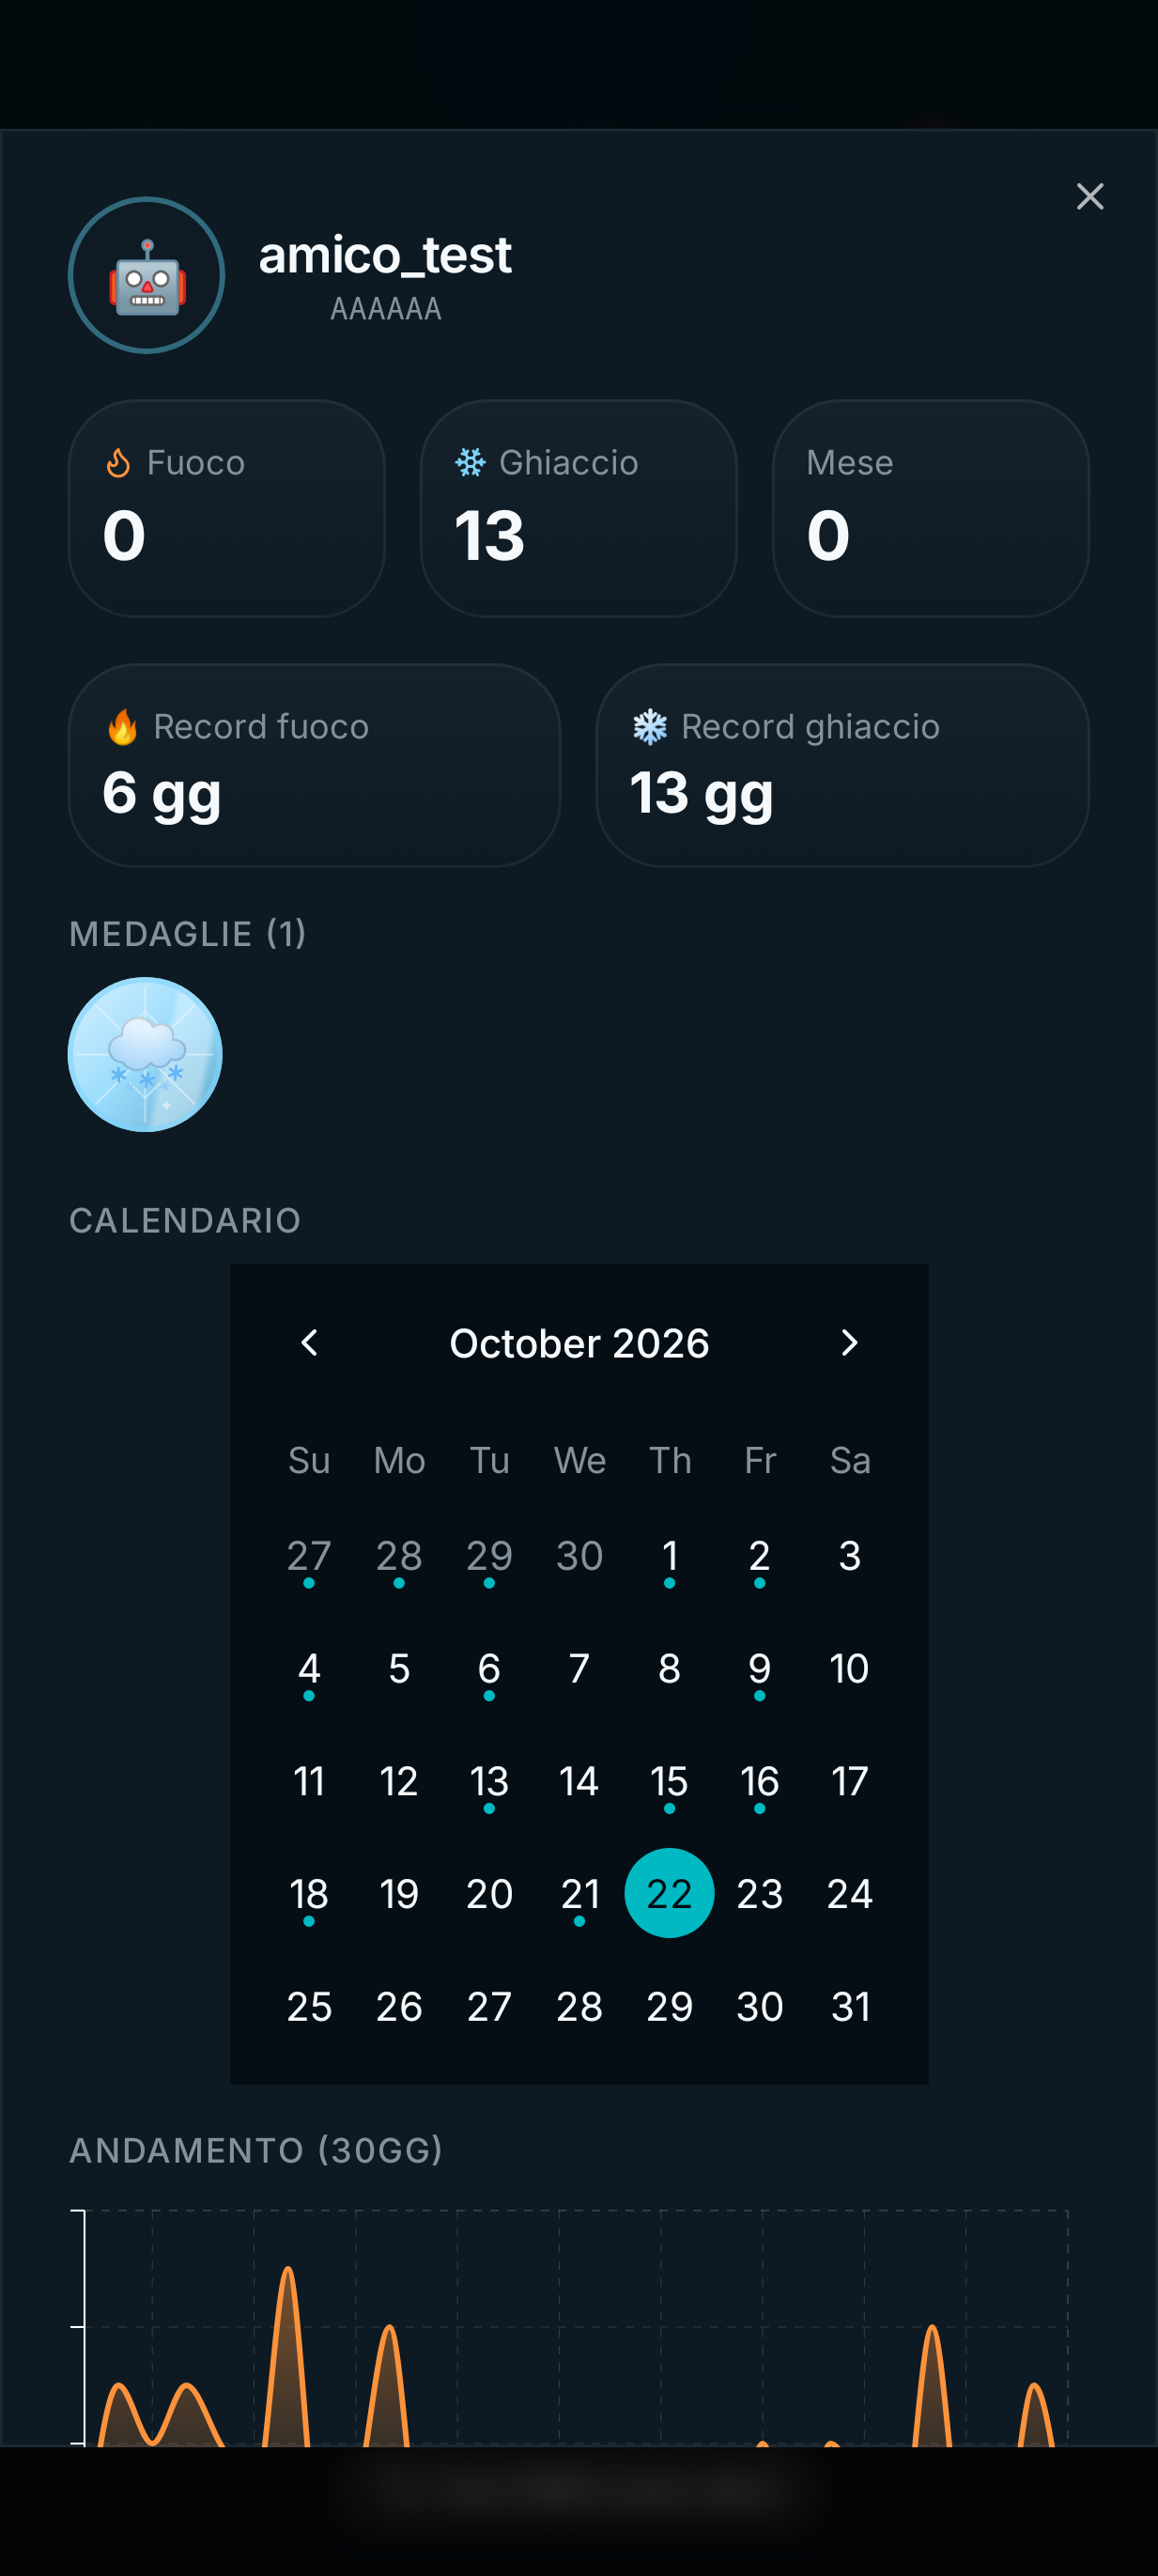 amico_test
AAAAAA
Fuoco Ghiaccio Mese
0 13 0
Record fuoco Record ghiaccio
6 gg 13 gg
MEDAGLIE (1)
CALENDARIO
October 2026
Su Mo Tu We Th Fr Sa
27 28 29 30 1 2 3
4 5 6 7 8 9 10
11 12 13 14 15 16 17
18 19 20 21 22 23 24
25 26 27 28 29 30 31
ANDAMENTO (30GG)